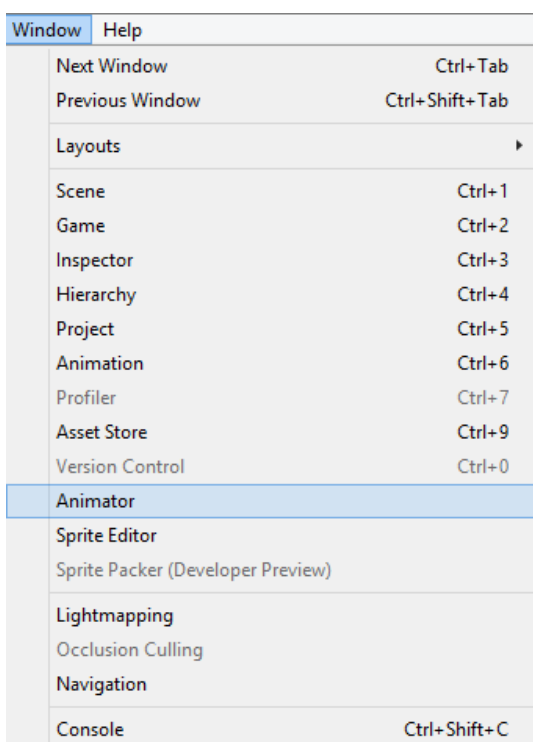 Window Help
Next Window Ctrl+Tab
Previous Window Ctrl+Shift+Tab
Layouts
Scene Ctrl+1
Game Ctrl+2
Inspector Ctrl+3
Hierarchy Ctrl+4
Project Ctrl+5
Animation Ctrl+6
Profiler Ctrl+7
Asset Store Ctrl+9
Version Control Ctrl+0
Animator
Sprite Editor
Sprite Packer (Developer Preview)
Lightmapping
Occlusion Culling
Navigation
Console Ctrl+Shift+C